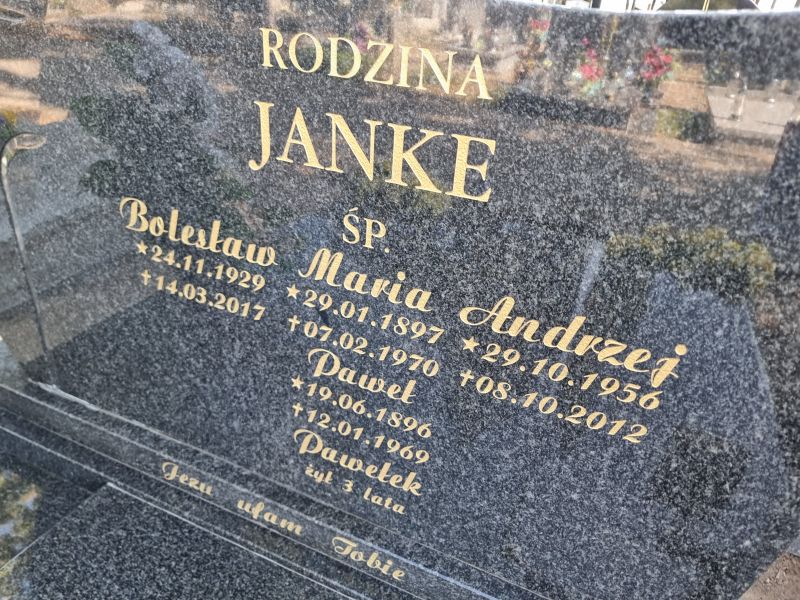 RODZINA
JANKE
ŚP.
Bolesław
★24.11.1929
✝14.03.2017
Maria
★29.01.1897
✝07.02.1970
Paweł
★19.06.1896
✝12.01.1969
Pawełek
żył 3 lata
Andrzej
★29.10.1956
✝08.10.2012
Jezu ufam Tobie